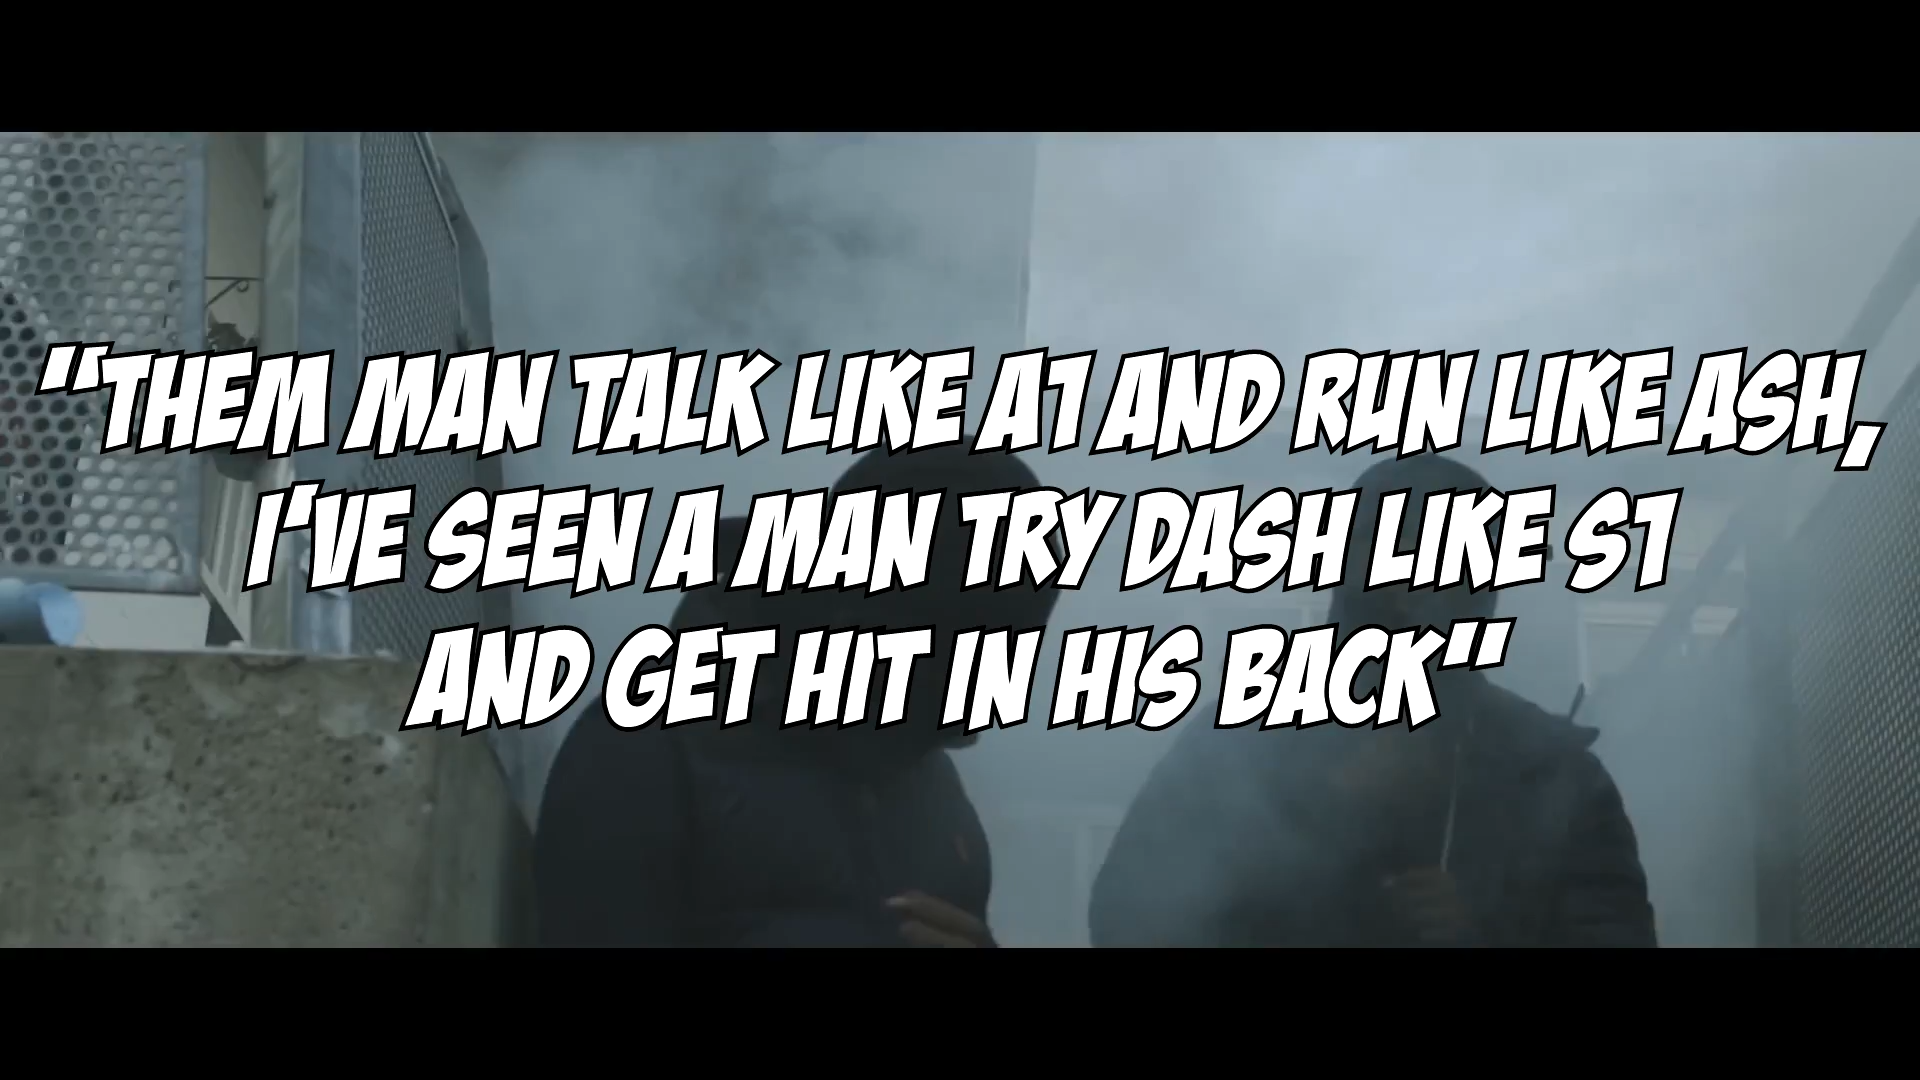 "THEM MAN TALK LIKE A1 AND RUN LIKE ASH,
I'VE SEEN A MAN TRY DASH LIKE S1
AND GET HIT IN HIS BACK"